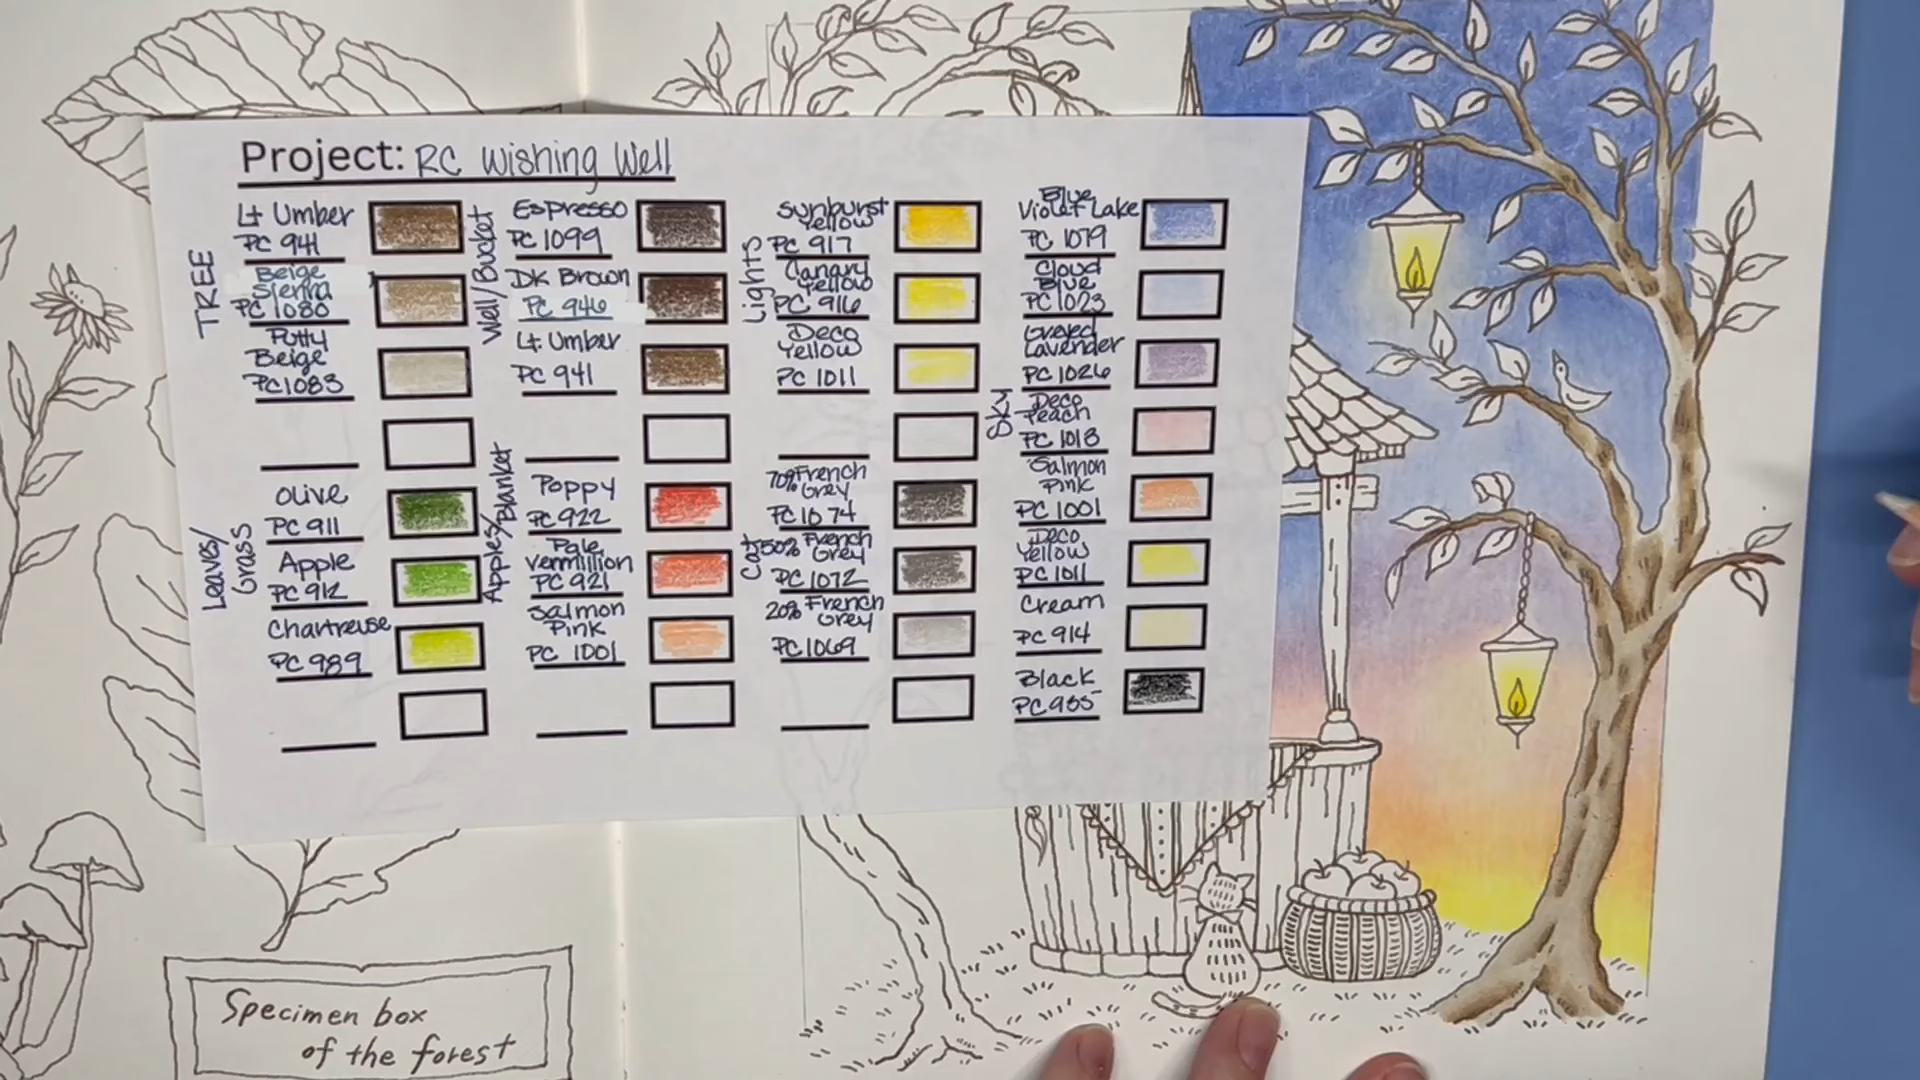 Project: RC Wishing Well
TREE
Lt Umber
PC 941
Beige
Sienna
PC 1080
Putty
Beige
PC1083
Leaves/
Grass
Olive
PC 911
Apple
PC 912
Chartreuse
PC 989
Well/Bucket
Espresso
PC 1099
DK Brown
PC 946
Lt. Umber
PC 941
Apples/
Blanket
Poppy
PC 922
Pale
Vermillion
PC 921
Salmon
Pink
PC 1001
Lights
Sunburst
Yellow
PC 917
Canary
Yellow
PC 916
Deco
Yellow
PC 1011
Cat
70% French
Grey
PC 1074
50% French
Grey
PC 1072
20% French
Grey
PC 1069
SKY
Blue
Violet Lake
PC 1079
Cloud
Blue
PC 1023
Greyed
Lavender
PC 1026
Deco
Peach
PC 1013
Salmon
Pink
PC 1001
Deco
Yellow
PC 1011
Cream
PC 914
Black
PC 935
Specimen box
of the forest